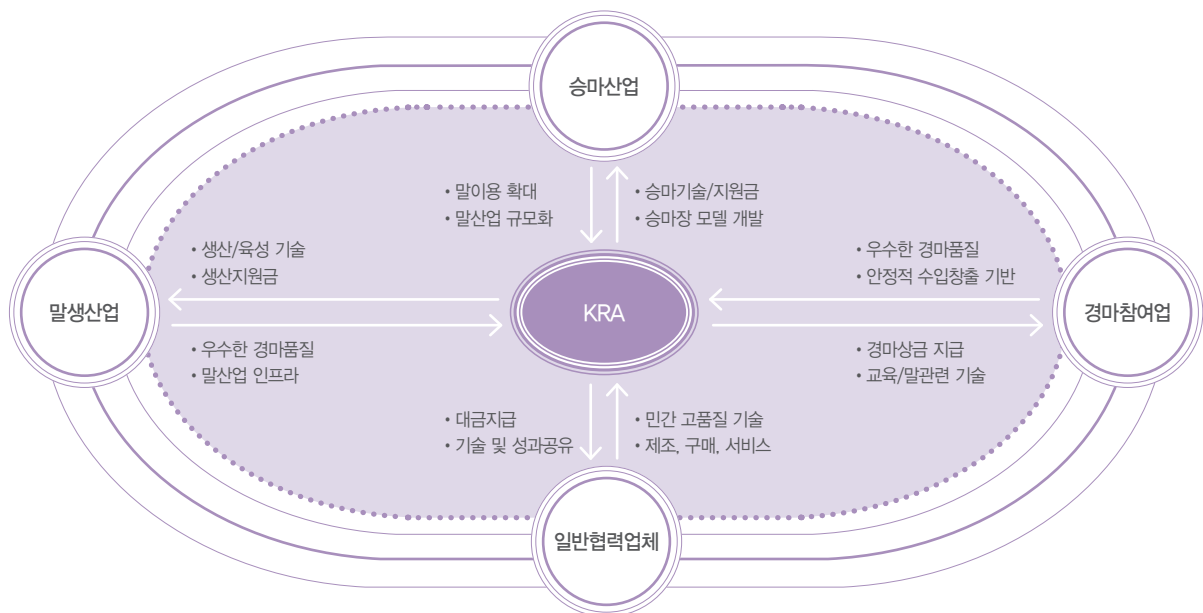 승마산업
• 말이용 확대
• 말산업 규모화
• 승마기술/지원금
• 승마장 모델 개발
• 생산/육성 기술
• 생산지원금
• 우수한 경마품질
• 안정적 수입창출 기반
말생산업
KRA
경마참여업
• 우수한 경마품질
• 말산업 인프라
• 경마상금 지급
• 교육/말관련 기술
• 대금지급
• 기술 및 성과공유
• 민간 고품질 기술
• 제조, 구매, 서비스
일반협력업체